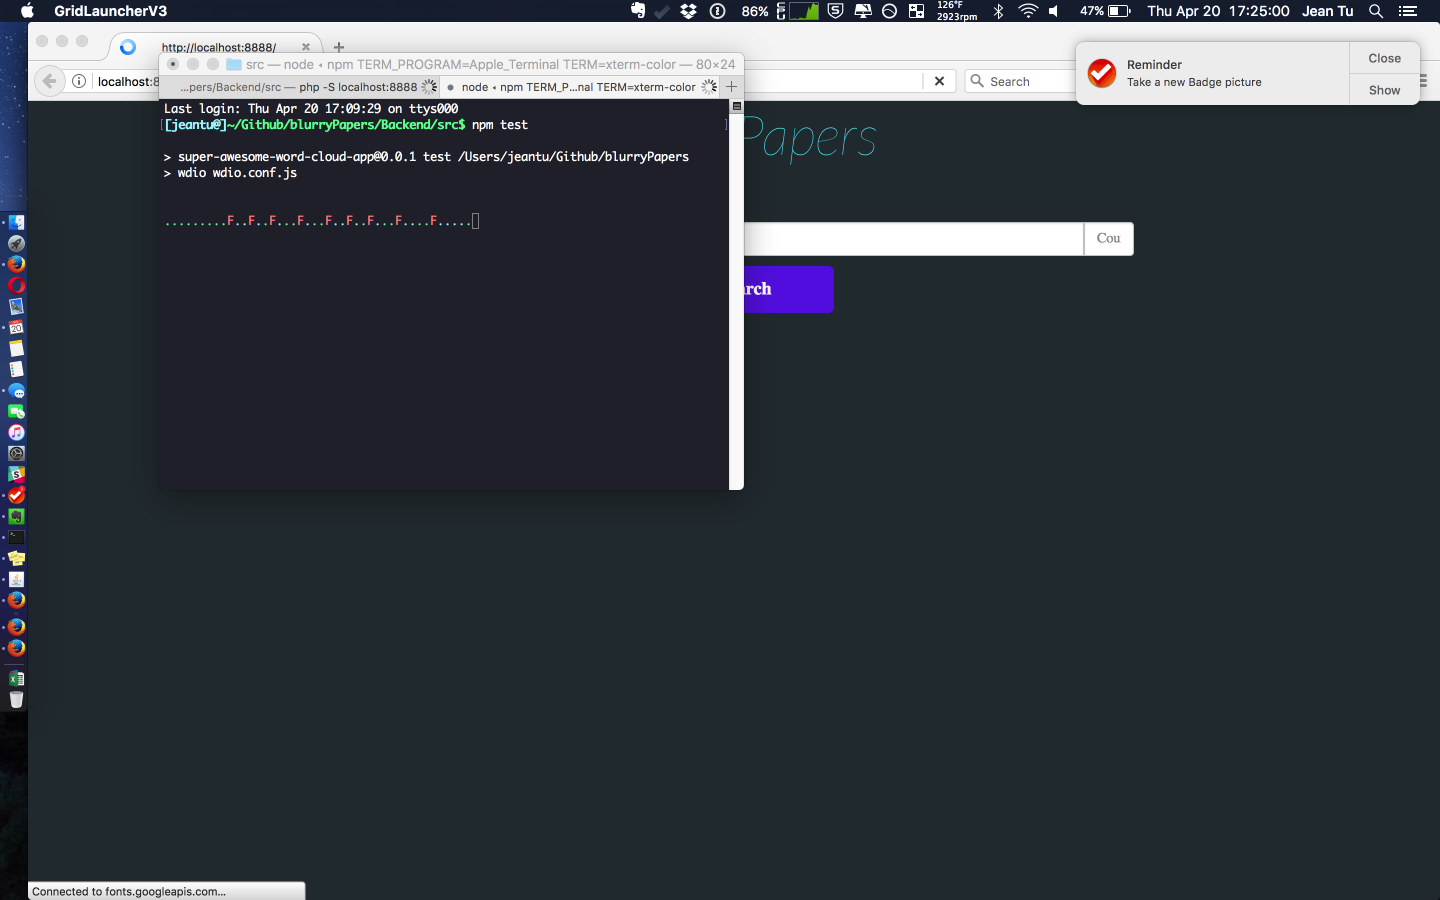 GridLauncherV3
86%
126°F
2923rpm
47%
Thu Apr 20 17:25:00
Jean Tu
http://localhost:8888/
src — node ◂ npm TERM_PROGRAM=Apple_Terminal TERM=xterm-color — 80×24
localhost:8
Search
...pers/Backend/src — php -S localhost:8888
node ◂ npm TERM_P...nal TERM=xterm-color
Reminder
Take a new Badge picture
Close
Show
Last login: Thu Apr 20 17:09:29 on ttys000
[[jeantu@]~/Github/blurryPapers/Backend/src$ npm test ]
> super-awesome-word-cloud-app@0.0.1 test /Users/jeantu/Github/blurryPapers
> wdio wdio.conf.js
.........F..F..F...F...F..F..F...F....F.....
Papers
Cou
arch
20
Connected to fonts.googleapis.com...